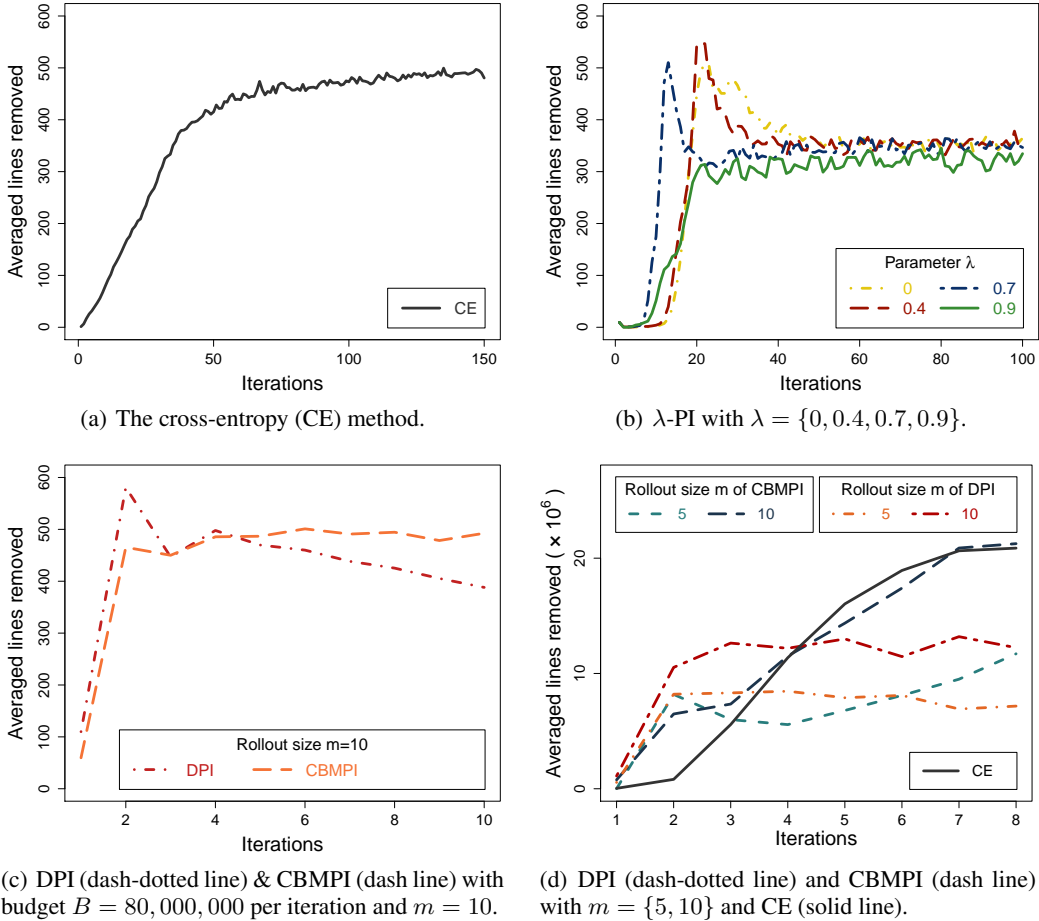 Averaged lines removed
600
500
400
300
200
100
0
CE
0 50 100 150
Iterations
(a) The cross-entropy (CE) method.
Averaged lines removed
600
500
400
300
200
100
0
Parameter λ
0 0.7
0.4 0.9
0 20 40 60 80 100
Iterations
(b) λ-PI with λ = {0, 0.4, 0.7, 0.9}.
Averaged lines removed
600
500
400
300
200
100
0
Rollout size m=10
DPI CBMPI
2 4 6 8 10
Iterations
(c) DPI (dash-dotted line) & CBMPI (dash line) with
budget B = 80, 000, 000 per iteration and m = 10.
Averaged lines removed ( × 10⁶ )
20
10
0
Rollout size m of CBMPI
5 10
Rollout size m of DPI
5 10
CE
1 2 3 4 5 6 7 8
Iterations
(d) DPI (dash-dotted line) and CBMPI (dash line)
with m = {5, 10} and CE (solid line).